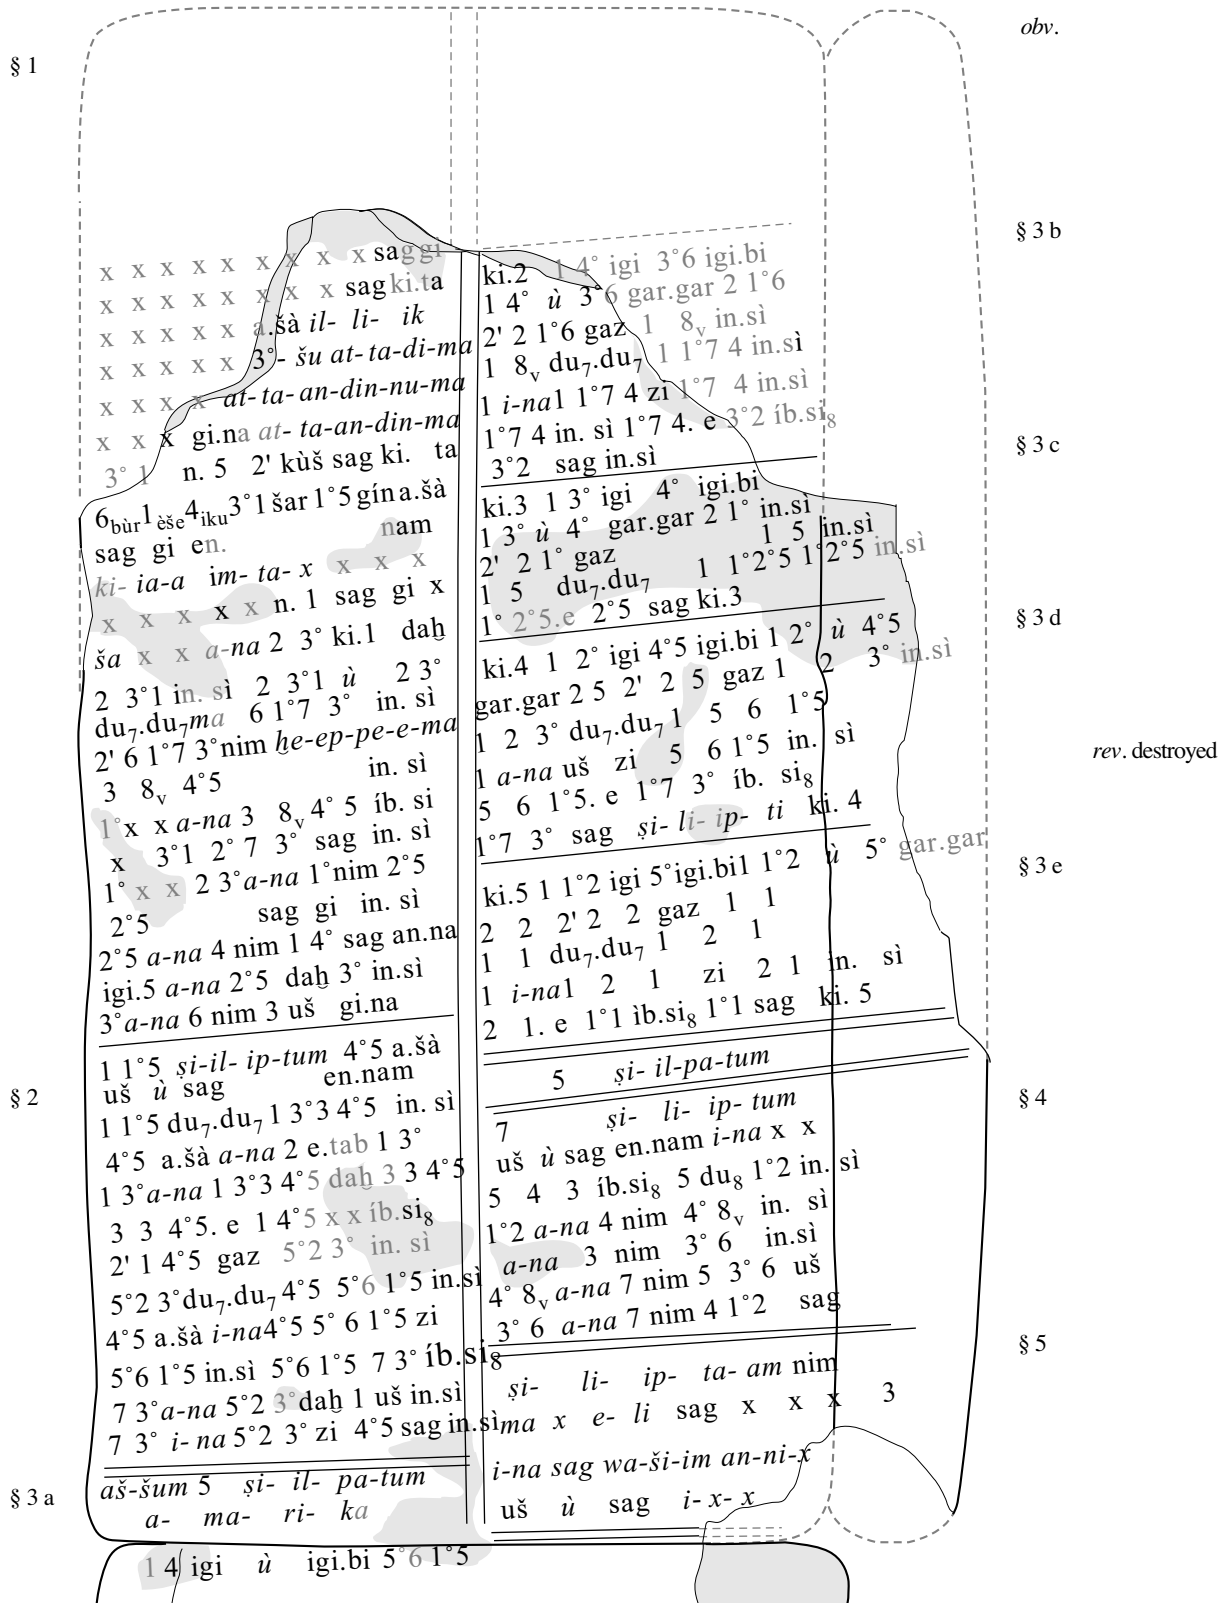 obv.
§ 1
x x x x x x x x x sag gì
x x x x x x x x sag ki.ta
x x x x x a.šà il- li- ik
x x x x x 3°- šu at- ta-di-ma
x x x x at- ta- an-din-nu-ma
x x x gi.na at- ta-an-din-ma
3° 1 n. 5 2' kùš sag ki. ta
6bùr1èše4iku3°1 šar 1°5 gín a.šà
sag gi en. nam
ki- ia-a im- ta- x x x x
x x x x x n. 1 sag gi x
ša x x a-na 2 3° ki.1 daḫ
2 3°1 in. sì 2 3°1 ù 2 3°
du₇.du₇ma 6 1°7 3° in. sì
2' 6 1°7 3°nim ḫe-ep-pe-e-ma
3 8ᵥ 4°5 in. sì
1°x x a-na 3 8ᵥ 4° 5 íb. si
x 3°1 2° 7 3° sag in. sì
1° x x 2 3°a-na 1°nim 2°5
2°5 sag gi in. sì
2°5 a-na 4 nim 1 4° sag an.na
igi.5 a-na 2°5 daḫ 3° in.sì
3°a-na 6 nim 3 uš gi.na
§ 2
1 1°5 ṣi-il- ip-tum 4°5 a.šà
uš ù sag en.nam
1 1°5 du₇.du₇ 1 3°3 4°5 in. sì
4°5 a.šà a-na 2 e.tab 1 3°
1 3°a-na 1 3°3 4°5 daḫ 3 3 4°5
3 3 4°5. e 1 4°5 x x íb.si₈
2' 1 4°5 gaz 5°2 3° in. sì
5°2 3°du₇.du₇ 4°5 5°6 1°5 in.sì
4°5 a.šà i-na4°5 5° 6 1°5 zi
5°6 1°5 in.sì 5°6 1°5 7 3° íb.si₈
7 3°a-na 5°2 3°daḫ 1 uš in.sì
7 3° i- na 5°2 3° zi 4°5 sag in.sì
§ 3 a
aš-šum 5 ṣi- il- pa-tum
a- ma- ri- ka
1 4 igi ù igi.bi 5°6 1°5
§ 3 b
ki.2 1 4° igi 3°6 igi.bi
1 4° ù 3°6 gar.gar 2 1°6
2' 2 1°6 gaz 1 8ᵥ in.sì
1 8ᵥ du₇.du₇ 1 1°7 4 in.sì
1 i-na1 1°7 4 zi 1°7 4 in.sì
1°7 4 in. sì 1°7 4. e 3°2 íb.si₈
3°2 sag in.sì
§ 3 c
ki.3 1 3° igi 4° igi.bi
1 3° ù 4° gar.gar 2 1° in.sì
2' 2 1° gaz 1 5 in.sì
1 5 du₇.du₇ 1 1°2°5 1°2°5 in.sì
1° 2°5.e 2°5 sag ki.3
§ 3 d
ki.4 1 2° igi 4°5 igi.bi 1 2° ù 4°5
gar.gar 2 5 2' 2 5 gaz 1 2 3° in.sì
1 2 3° du₇.du₇ 1 5 6 1°5
1 a-na uš zi 5 6 1°5 in. sì
5 6 1°5. e 1°7 3° íb. si₈
1°7 3° sag ṣi- li- ip- ti ki. 4
rev. destroyed
§ 3 e
ki.5 1 1°2 igi 5°igi.bi1 1°2 ù 5° gar.gar
2 2 2' 2 2 gaz 1 1
1 1 du₇.du₇ 1 2 1
1 i-na1 2 1 zi 2 1 in. sì
2 1. e 1°1 ìb.si₈ 1°1 sag ki. 5
5 ṣi- il-pa-tum
§ 4
7 ṣi- li- ip- tum
uš ù sag en.nam i-na x x
5 4 3 íb.si₈ 5 du₈ 1°2 in. sì
1°2 a-na 4 nim 4° 8ᵥ in. sì
a-na 3 nim 3° 6 in.sì
4° 8ᵥ a-na 7 nim 5 3° 6 uš
3° 6 a-na 7 nim 4 1°2 sag
§ 5
ṣi- li- ip- ta- am nim
ma x e- li sag x x x 3
i-na sag wa-ši-im an-ni-x
uš ù sag i- x- x